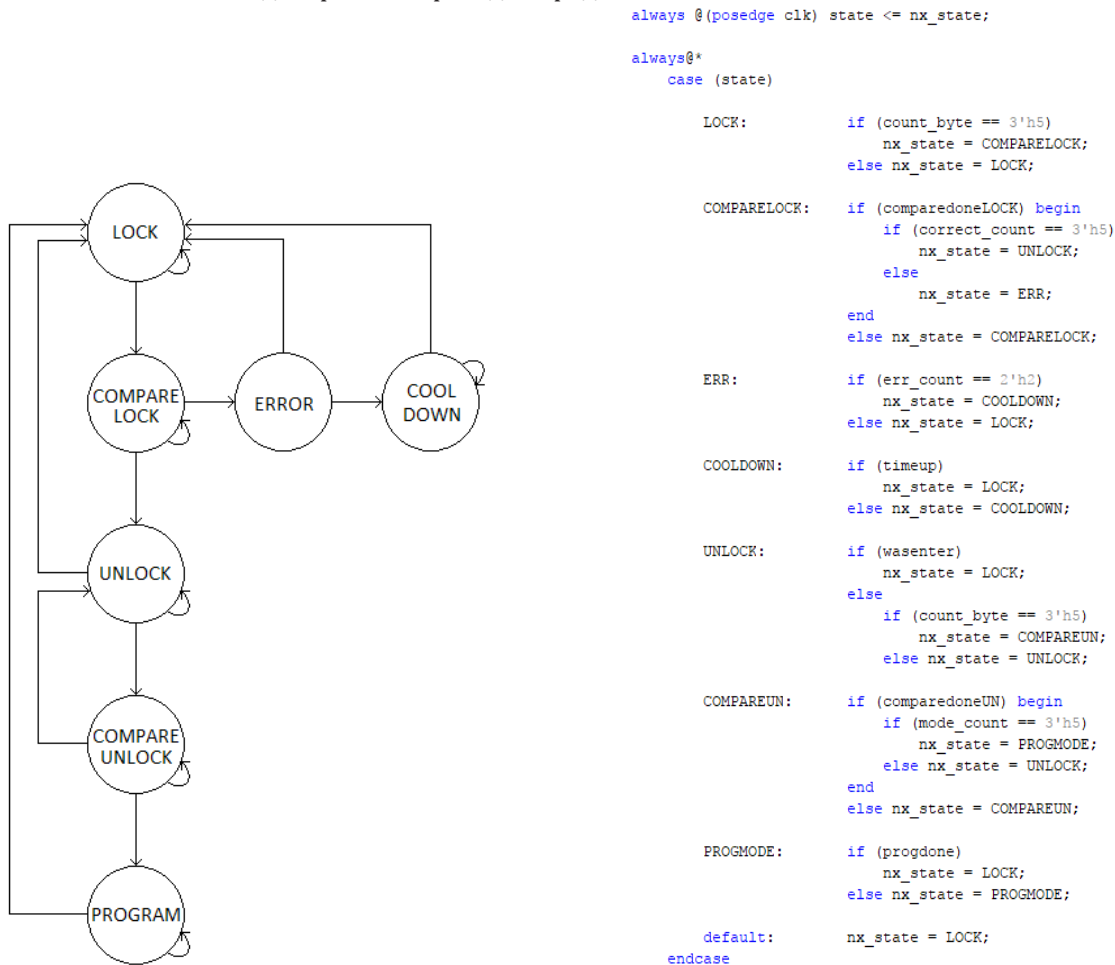 always @(posedge clk) state <= nx_state;
always@*
case (state)
LOCK: if (count_byte == 3'h5)
nx_state = COMPARELOCK;
else nx_state = LOCK;
COMPARELOCK: if (comparedoneLOCK) begin
if (correct_count == 3'h5)
nx_state = UNLOCK;
else
nx_state = ERR;
end
else nx_state = COMPARELOCK;
ERR: if (err_count == 2'h2)
nx_state = COOLDOWN;
else nx_state = LOCK;
COOLDOWN: if (timeup)
nx_state = LOCK;
else nx_state = COOLDOWN;
UNLOCK: if (wasenter)
nx_state = LOCK;
else
if (count_byte == 3'h5)
nx_state = COMPAREUN;
else nx_state = UNLOCK;
COMPAREUN: if (comparedoneUN) begin
if (mode_count == 3'h5)
nx_state = PROGMODE;
else nx_state = UNLOCK;
end
else nx_state = COMPAREUN;
PROGMODE: if (progdone)
nx_state = LOCK;
else nx_state = PROGMODE;
default: nx_state = LOCK;
endcase
LOCK
COMPARE
LOCK
ERROR
COOL
DOWN
UNLOCK
COMPARE
UNLOCK
PROGRAM